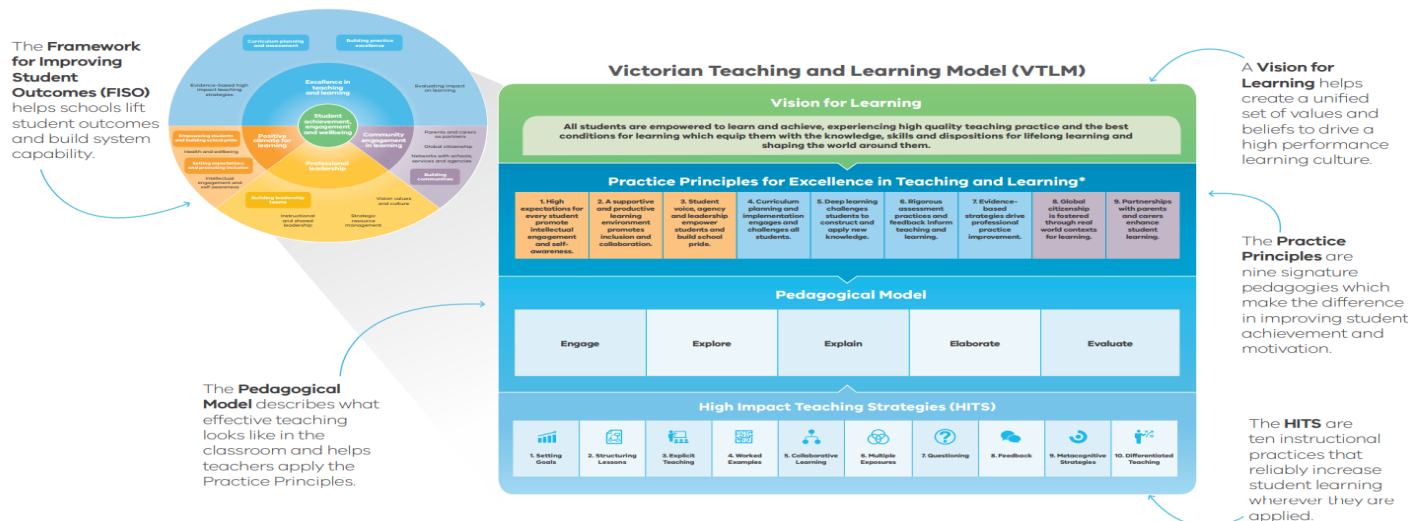 The Framework
for Improving
Student
Outcomes (FISO)
helps schools lift
student outcomes
and build system
capability.
Curriculum planning
and assessment
Building practice
excellence
Evidence-based high
impact teaching
strategies
Excellence in
teaching
and learning
Evaluating impact
on learning
Empowering students
and building school pride
Health and wellbeing
Setting expectations
and promoting inclusion
Intellectual
engagement and
self awareness
Positive
climate for
learning
Student
achievement,
engagement
and wellbeing
Community
engagement
in learning
Parents and carers
as partners
Global citizenship
Networks with schools,
services and agencies
Building
communities
Professional
leadership
Building leadership
teams
Instructional
and shared
leadership
Strategic
resource
management
Vision values
and culture
Victorian Teaching and Learning Model (VTLM)
Vision for Learning
All students are empowered to learn and achieve, experiencing high quality teaching practice and the best
conditions for learning which equip them with the knowledge, skills and dispositions for lifelong learning and
shaping the world around them.
Practice Principles for Excellence in Teaching and Learning*
1. High
expectations for
every student
promote
intellectual
engagement
and self-
awareness.
2. A supportive
and productive
learning
environment
promotes
inclusion and
collaboration.
3. Student
voice, agency
and leadership
empower
students and
build school
pride.
4. Curriculum
planning and
implementation
engages and
challenges all
students.
5. Deep learning
challenges
students to
construct and
apply new
knowledge.
6. Rigorous
assessment
practices and
feedback inform
teaching and
learning.
7. Evidence-
based
strategies drive
professional
practice
improvement.
8. Global
citizenship
is fostered
through real
world contexts
for learning.
9. Partnerships
with parents
and carers
enhance
student
learning.
Pedagogical Model
Engage
Explore
Explain
Elaborate
Evaluate
High Impact Teaching Strategies (HITS)
1. Setting
Goals
2. Structuring
Lessons
3. Explicit
Teaching
4. Worked
Examples
5. Collaborative
Learning
6. Multiple
Exposures
7. Questioning
8. Feedback
9. Metacognitive
Strategies
10. Differentiated
Teaching
A Vision for
Learning helps
create a unified
set of values and
beliefs to drive a
high performance
learning culture.
The Practice
Principles are
nine signature
pedagogies which
make the difference
in improving student
achievement and
motivation.
The Pedagogical
Model describes what
effective teaching
looks like in the
classroom and helps
teachers apply the
Practice Principles.
The HITS are
ten instructional
practices that
reliably increase
student learning
wherever they are
applied.